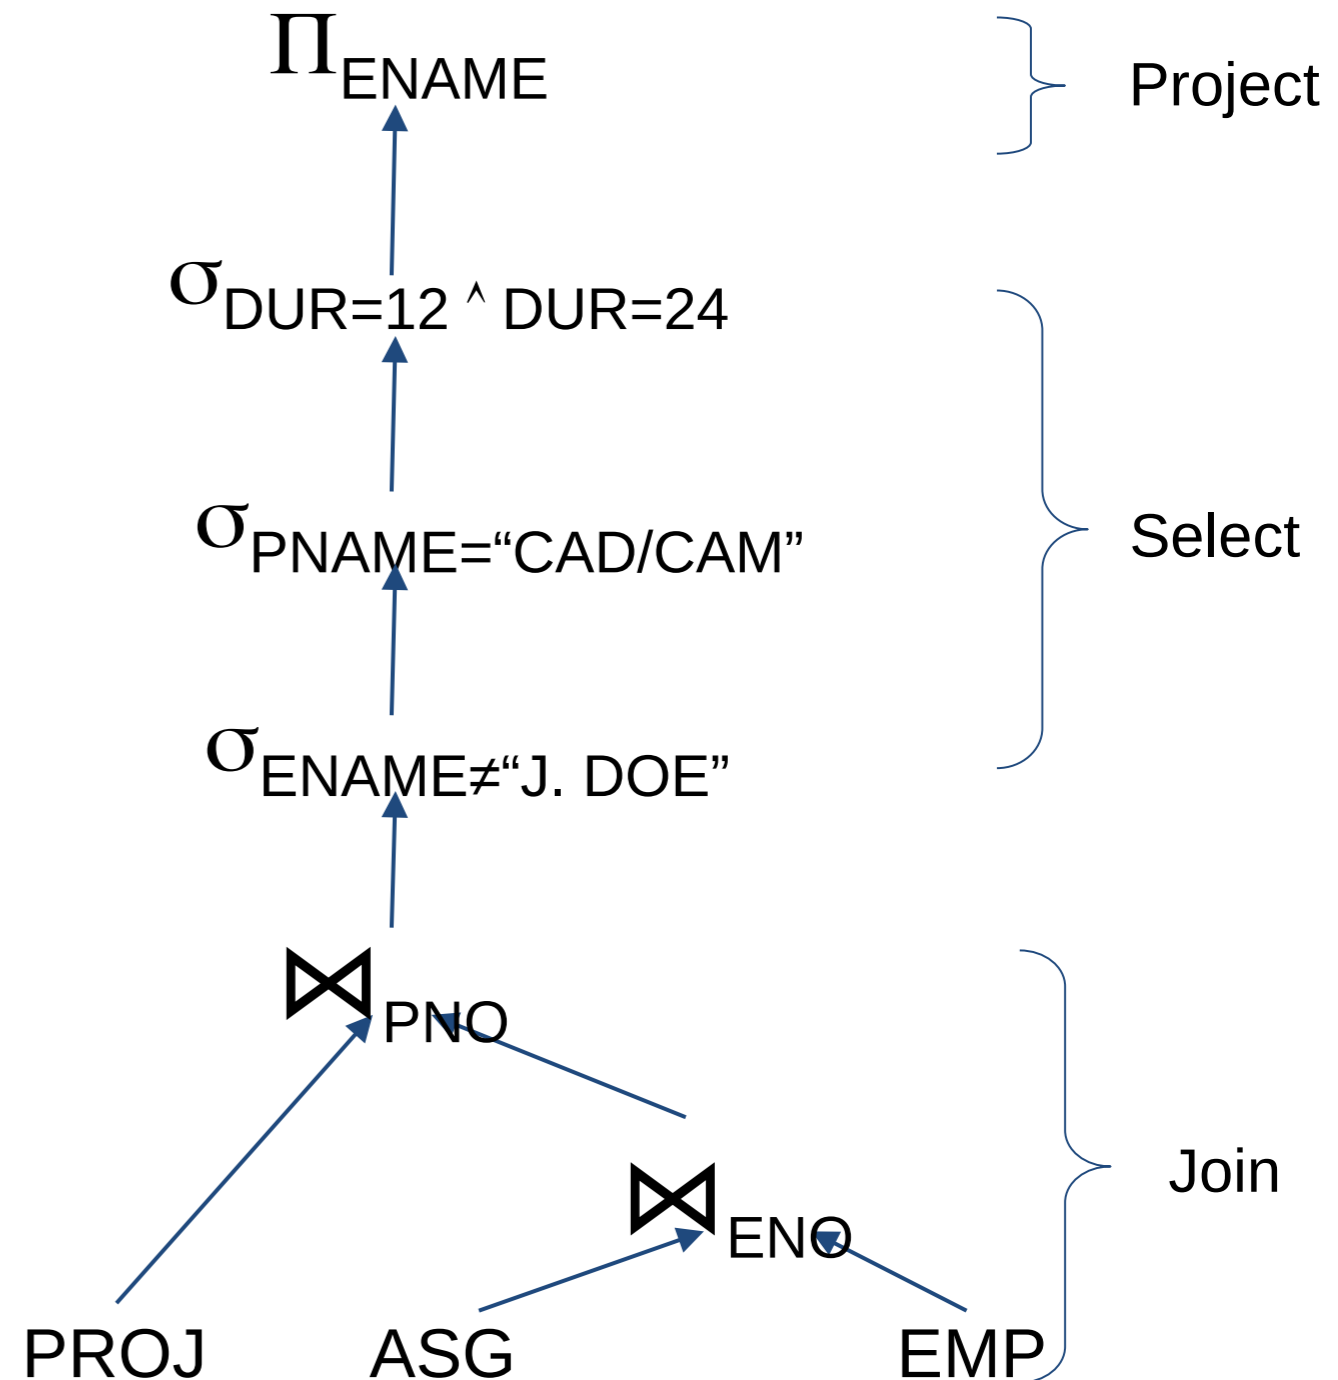 ΠENAME Project
σDUR=12 ^ DUR=24
σPNAME=“CAD/CAM” Select
σENAME≠“J. DOE”
⋈ PNO
Join
⋈ ENO
PROJ ASG EMP